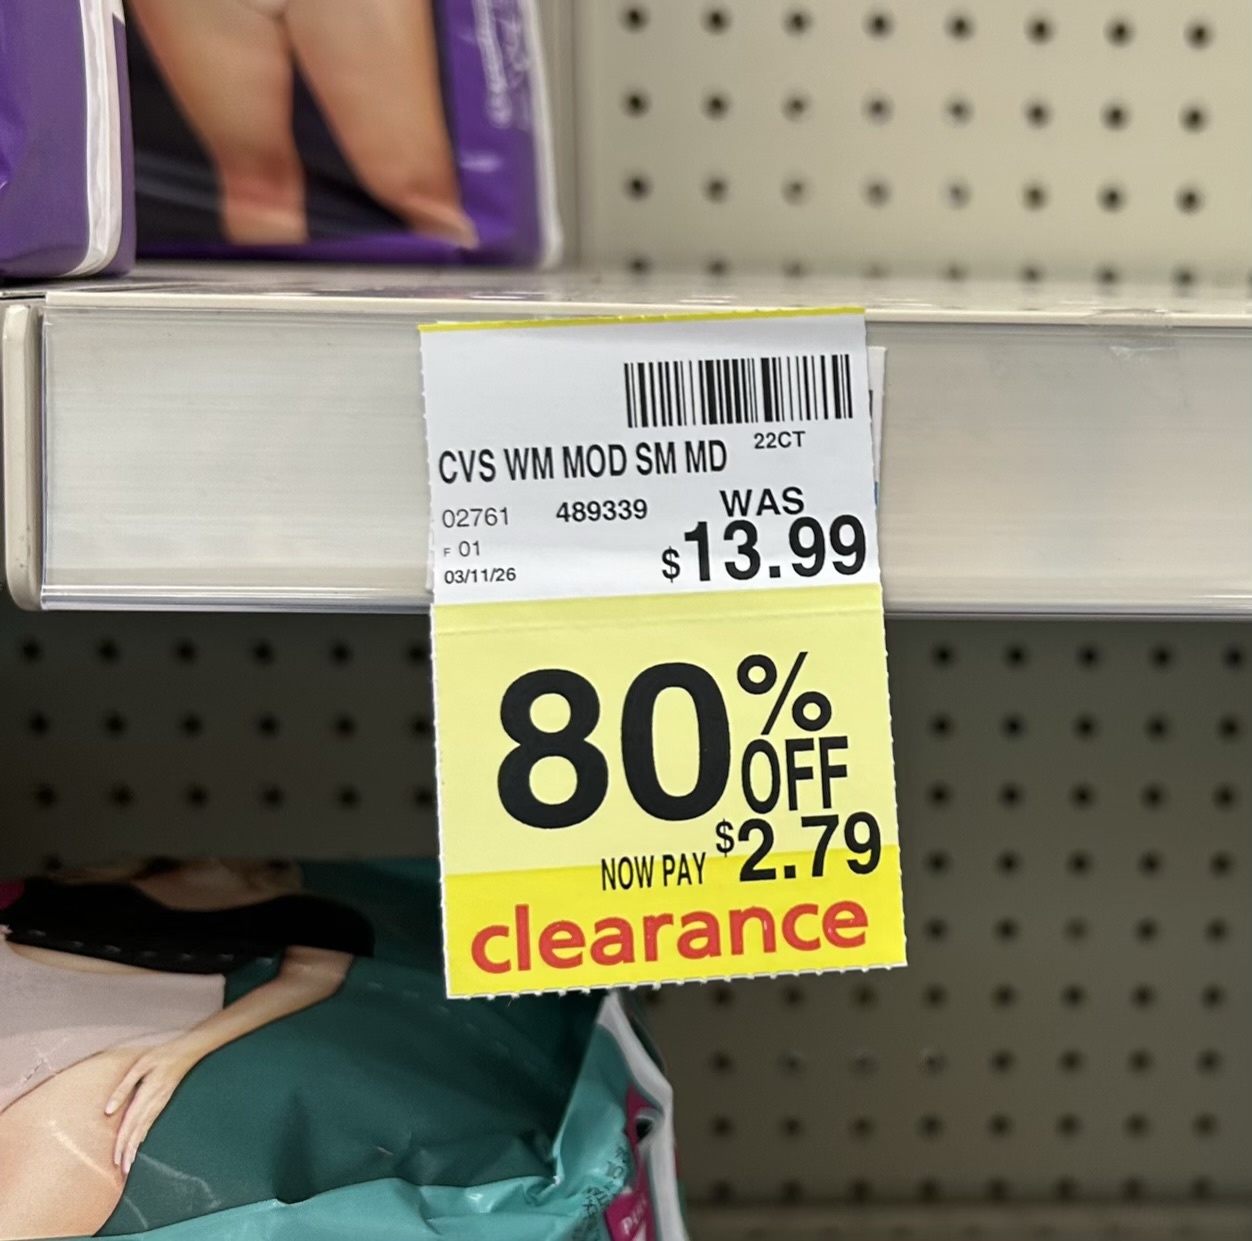 22CT
CVS WM MOD SM MD
02761 489339 WAS
F 01 $13.99
03/11/26
80% OFF
NOW PAY $2.79
clearance